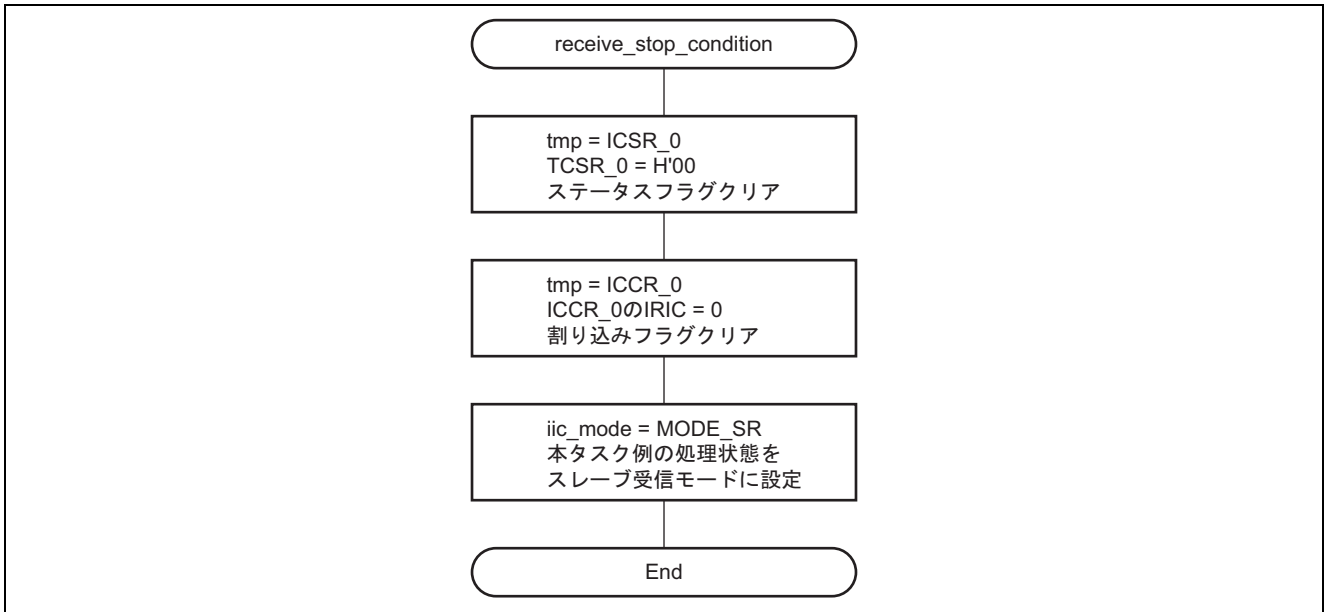 receive_stop_condition
tmp = ICSR_0
TCSR_0 = H'00
ステータスフラグクリア
tmp = ICCR_0
ICCR_0のIRIC = 0
割り込みフラグクリア
iic_mode = MODE_SR
本タスク例の処理状態を
スレーブ受信モードに設定
End